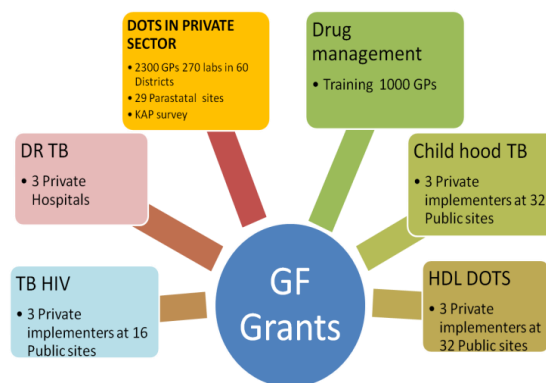 DOTS IN PRIVATE
SECTOR
• 2300 GPs 270 labs in 60
Districts
• 29 Parastatal sites
• KAP survey
Drug
management
• Training 1000 GPs
DR TB
• 3 Private
Hospitals
Child hood TB
• 3 Private
implementers at 32
Public sites
TB HIV
• 3 Private
implementers at 16
Public sites
GF
Grants
HDL DOTS
• 3 Private
implementers at
32 Public sites